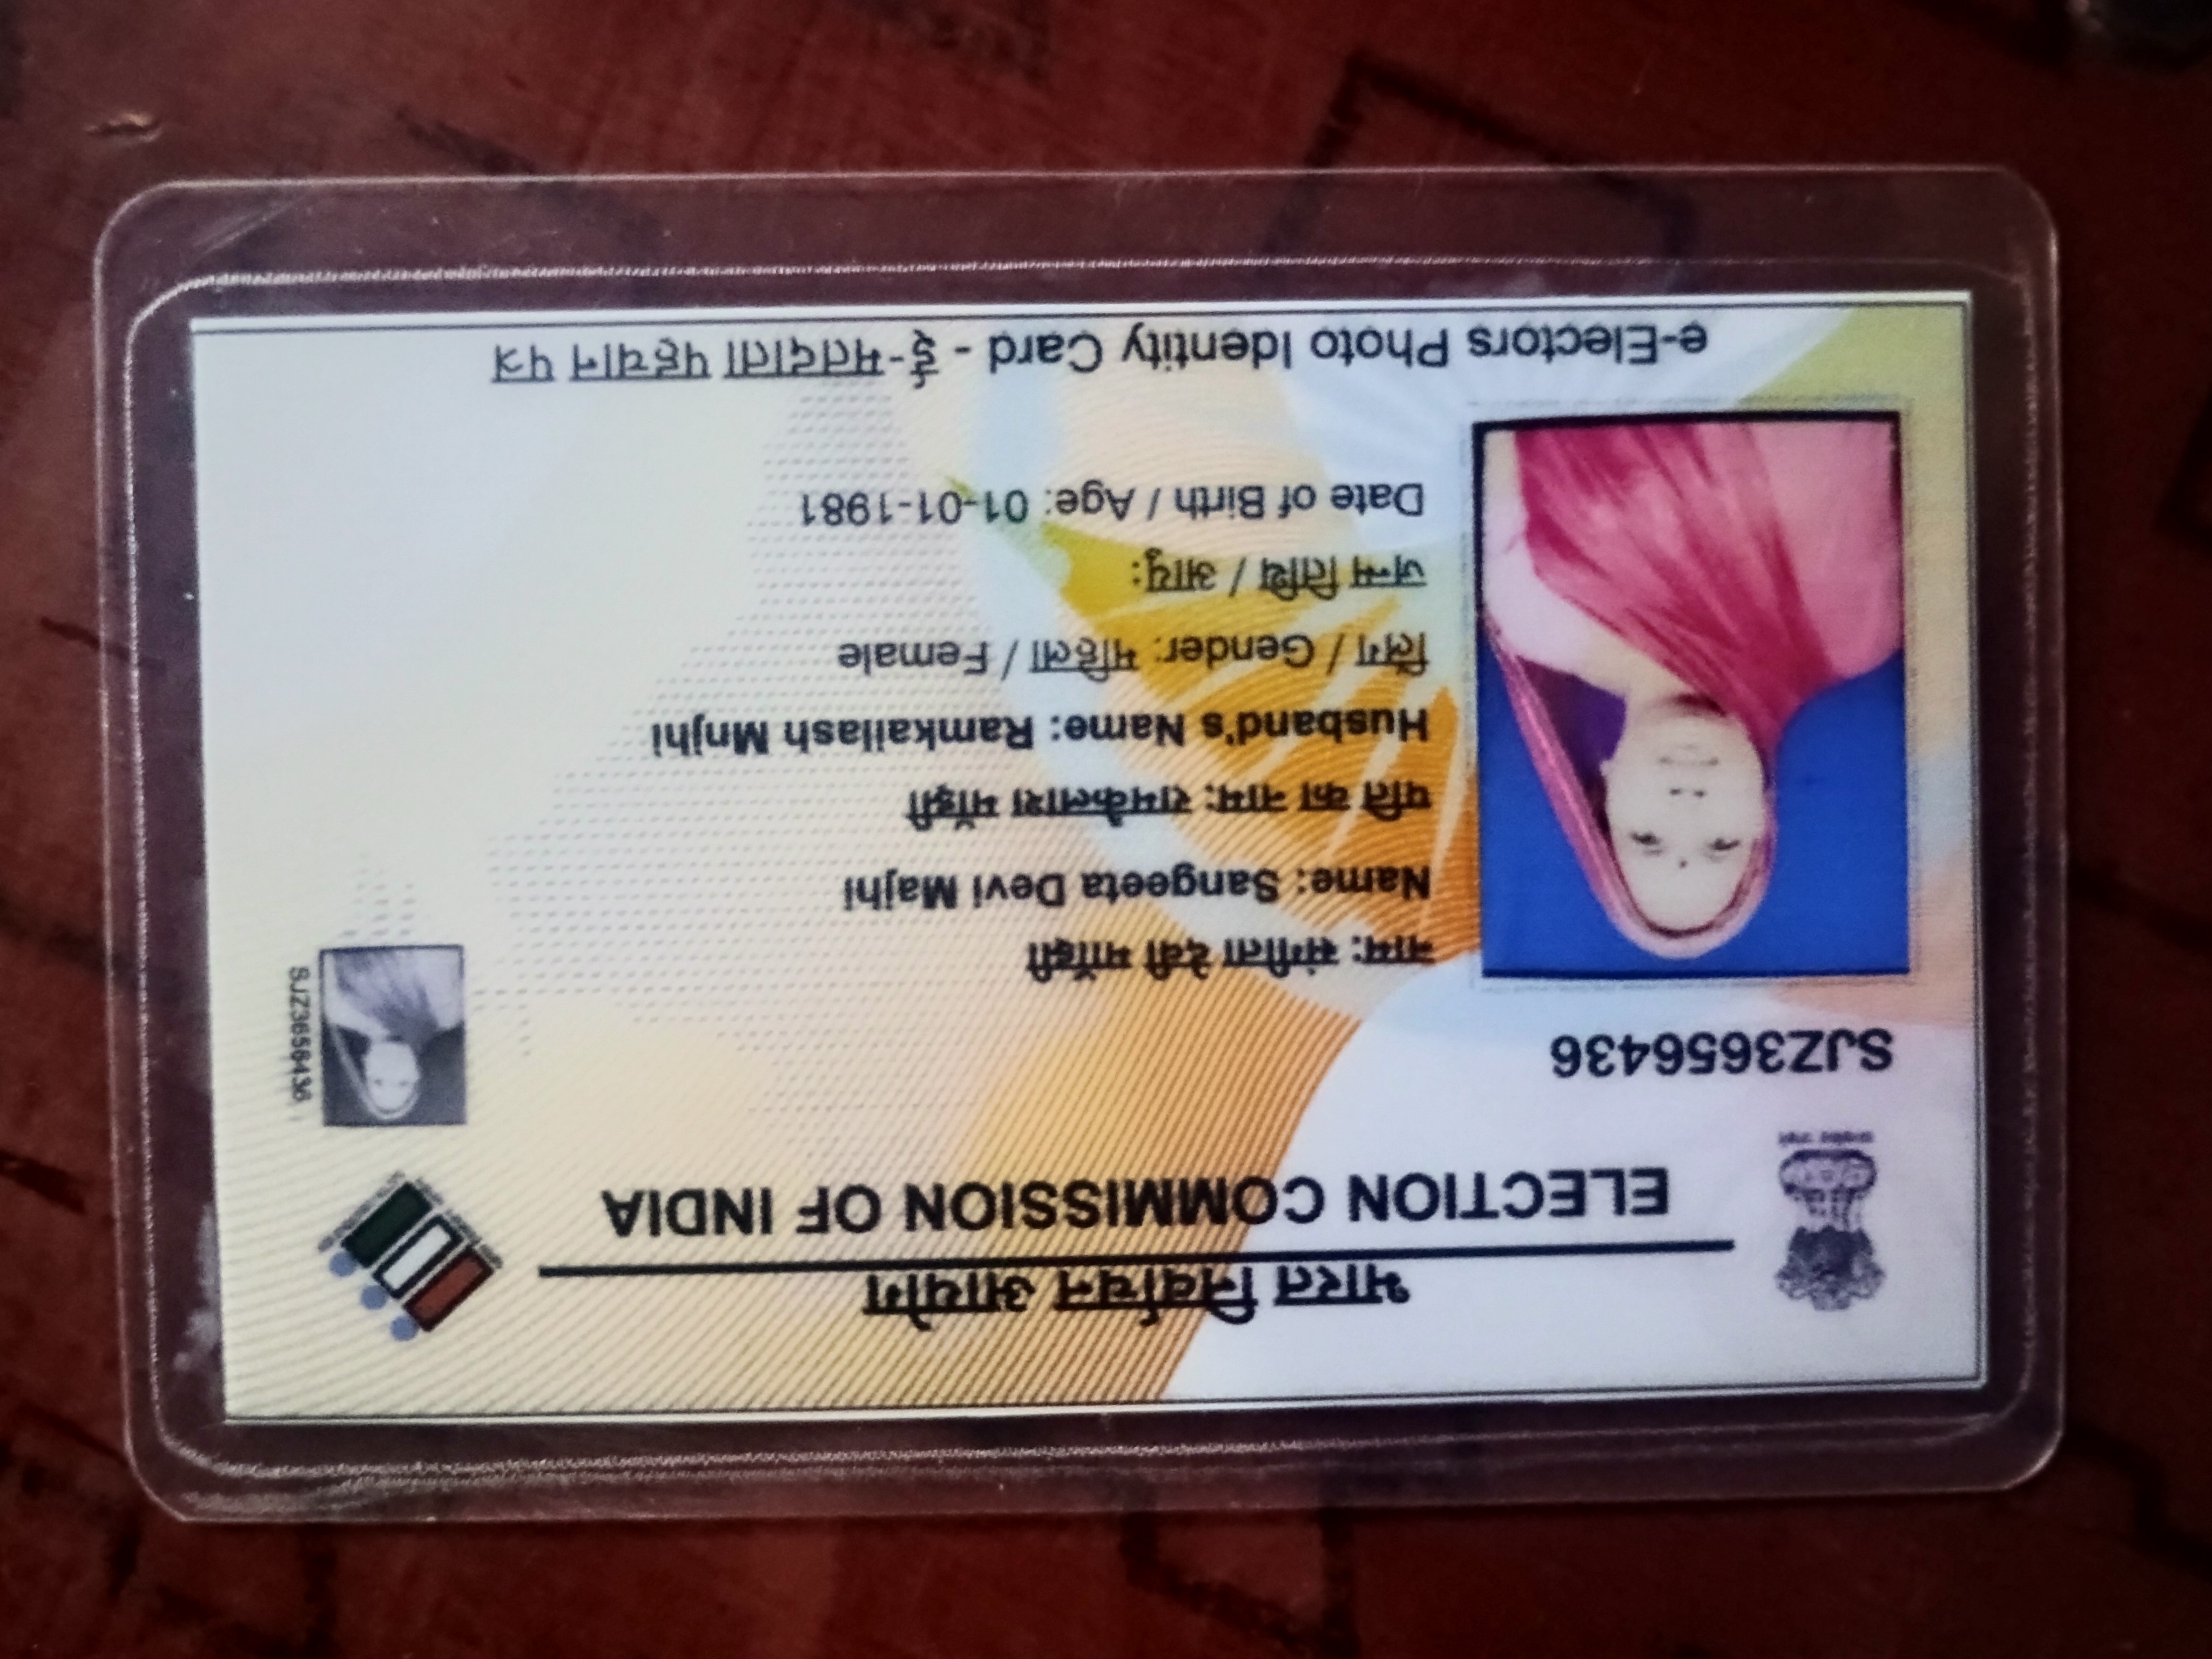 भारत निर्वाचन आयोग
ELECTION COMMISSION OF INDIA
SJZ3656436
SJZ3656436
नाम: संगीता देवी माँझी
Name: Sangeeta Devi Majhi
पति का नाम: रामकैलाश माँझी
Husband's Name: Ramkailash Mnjhi
लिंग / Gender: महिला / Female
जन्म तिथि / आयु:
Date of Birth / Age: 01-01-1981
e-Electors Photo Identity Card - ई-मतदाता पहचान पत्र